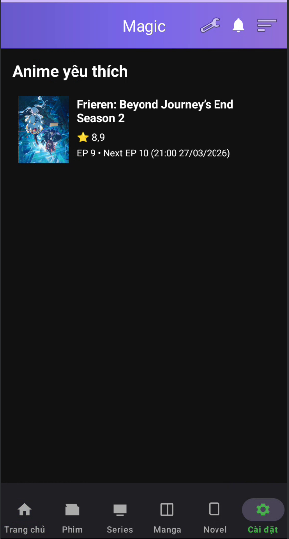 Magic
Anime yêu thích
Frieren: Beyond Journey's End
Season 2
⭐ 8,9
EP 9 • Next EP 10 (21:00 27/03/2026)
Trang chủ
Phim
Series
Manga
Novel
Cài đặt